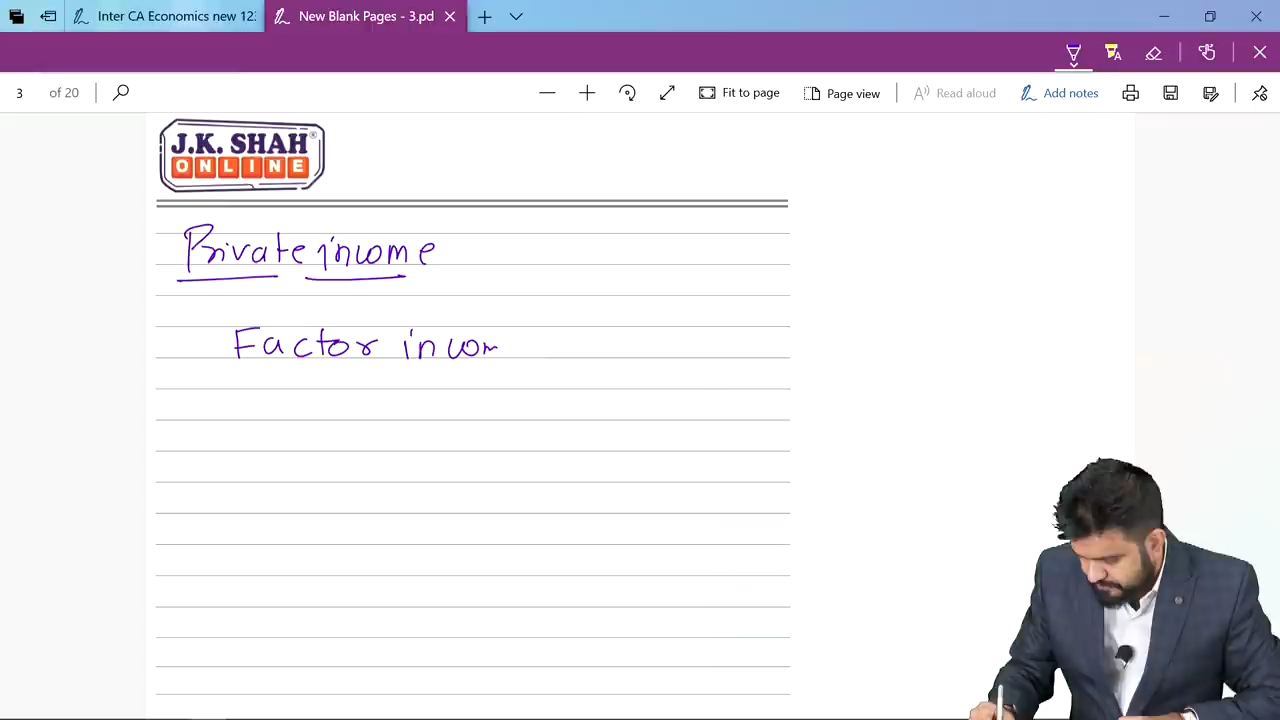 Inter CA Economics new 12
New Blank Pages - 3.pd
3 of 20
Fit to page
Page view
Read aloud
Add notes
J.K. SHAH®
ONLINE
Private income
Factor incom